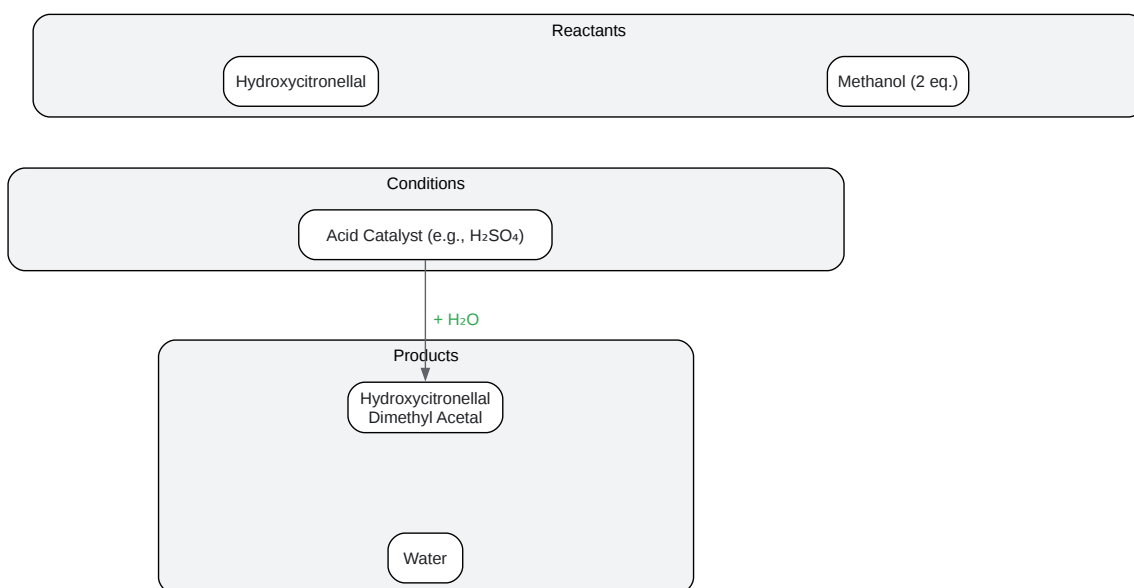 Reactants
Hydroxycitronellal
Methanol (2 eq.)
Conditions
Acid Catalyst (e.g., H₂SO₄)
+ H₂O
Products
Hydroxycitronellal
Dimethyl Acetal
Water